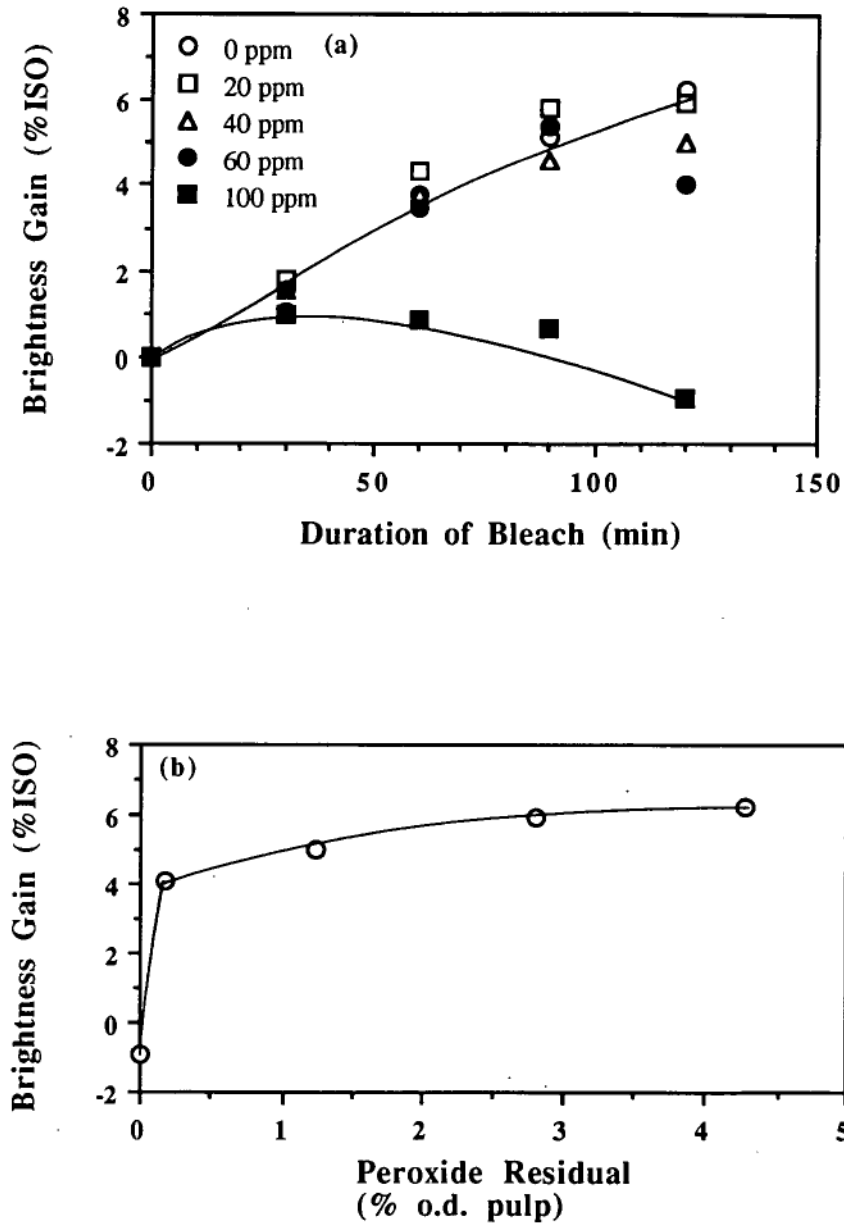 8
6
4
2
0
-2
Brightness Gain (%ISO)
(a)
0 ppm
20 ppm
40 ppm
60 ppm
100 ppm
0
50
100
150
Duration of Bleach (min)
8
6
4
2
0
-2
Brightness Gain (%ISO)
(b)
0
1
2
3
4
5
Peroxide Residual
(% o.d. pulp)